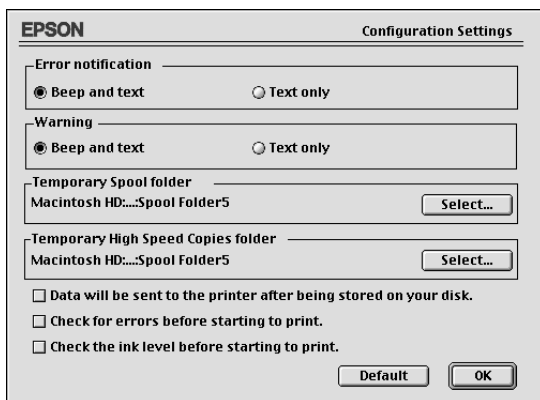 EPSON Configuration Settings
Error notification
Beep and text Text only
Warning
Beep and text Text only
Temporary Spool folder
Macintosh HD:...:Spool Folder5 Select...
Temporary High Speed Copies folder
Macintosh HD:...:Spool Folder5 Select...
Data will be sent to the printer after being stored on your disk.
Check for errors before starting to print.
Check the ink level before starting to print.
Default OK